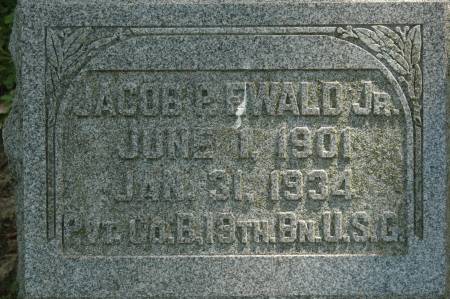 JACOB P. EWALD JR.
JUNE 1. 1901
JAN. 31. 1934
PVT. CO. B, 19TH. BN. U.S.G.